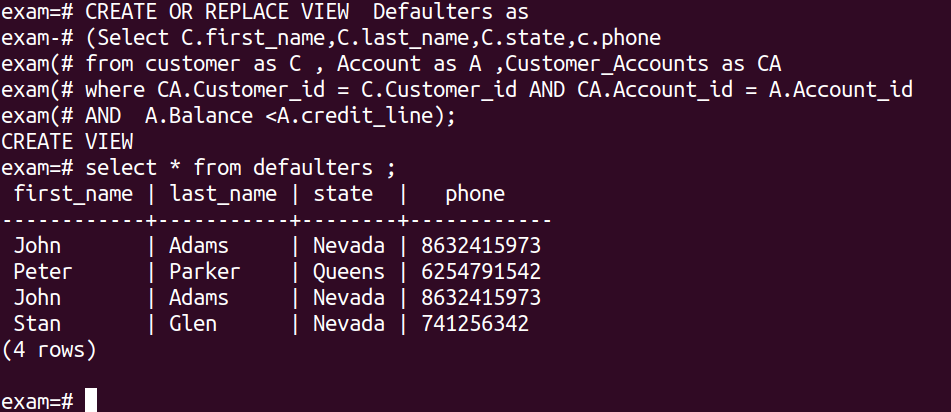 exam=# CREATE OR REPLACE VIEW  Defaulters as
exam-# (Select C.first_name,C.last_name,C.state,c.phone
exam(# from customer as C , Account as A ,Customer_Accounts as CA
exam(# where CA.Customer_id = C.Customer_id AND CA.Account_id = A.Account_id
exam(# AND  A.Balance <A.credit_line);
CREATE VIEW
exam=# select * from defaulters ;
 first_name | last_name | state  |   phone
------------+-----------+--------+------------
 John       | Adams     | Nevada | 8632415973
 Peter      | Parker    | Queens | 6254791542
 John       | Adams     | Nevada | 8632415973
 Stan       | Glen      | Nevada | 741256342
(4 rows)

exam=#